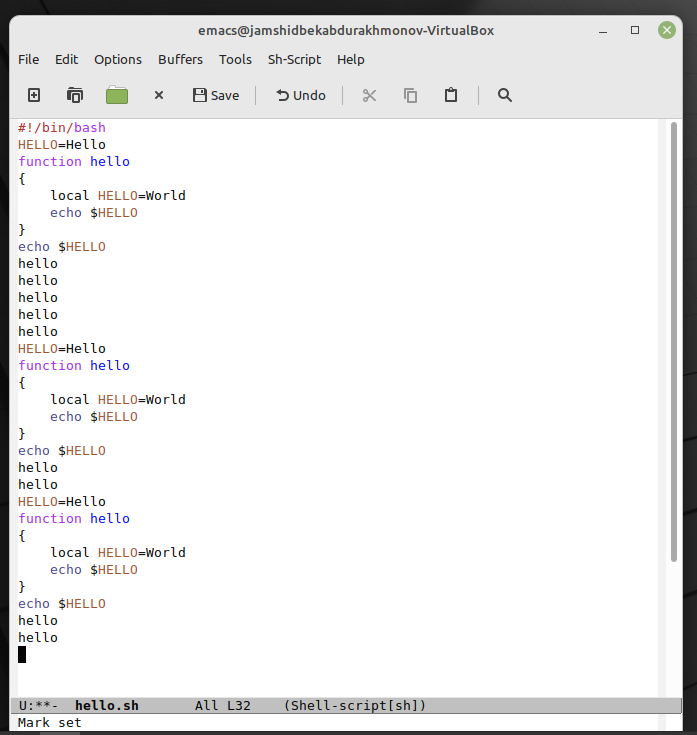 emacs@jamshidbekabdurakhmonov-VirtualBox
File Edit Options Buffers Tools Sh-Script Help
Save Undo
#!/bin/bash
HELLO=Hello
function hello
{
    local HELLO=World
    echo $HELLO
}
echo $HELLO
hello
hello
hello
hello
hello
HELLO=Hello
function hello
{
    local HELLO=World
    echo $HELLO
}
echo $HELLO
hello
hello
HELLO=Hello
function hello
{
    local HELLO=World
    echo $HELLO
}
echo $HELLO
hello
hello
U:**-  hello.sh       All L32    (Shell-script[sh])
Mark set